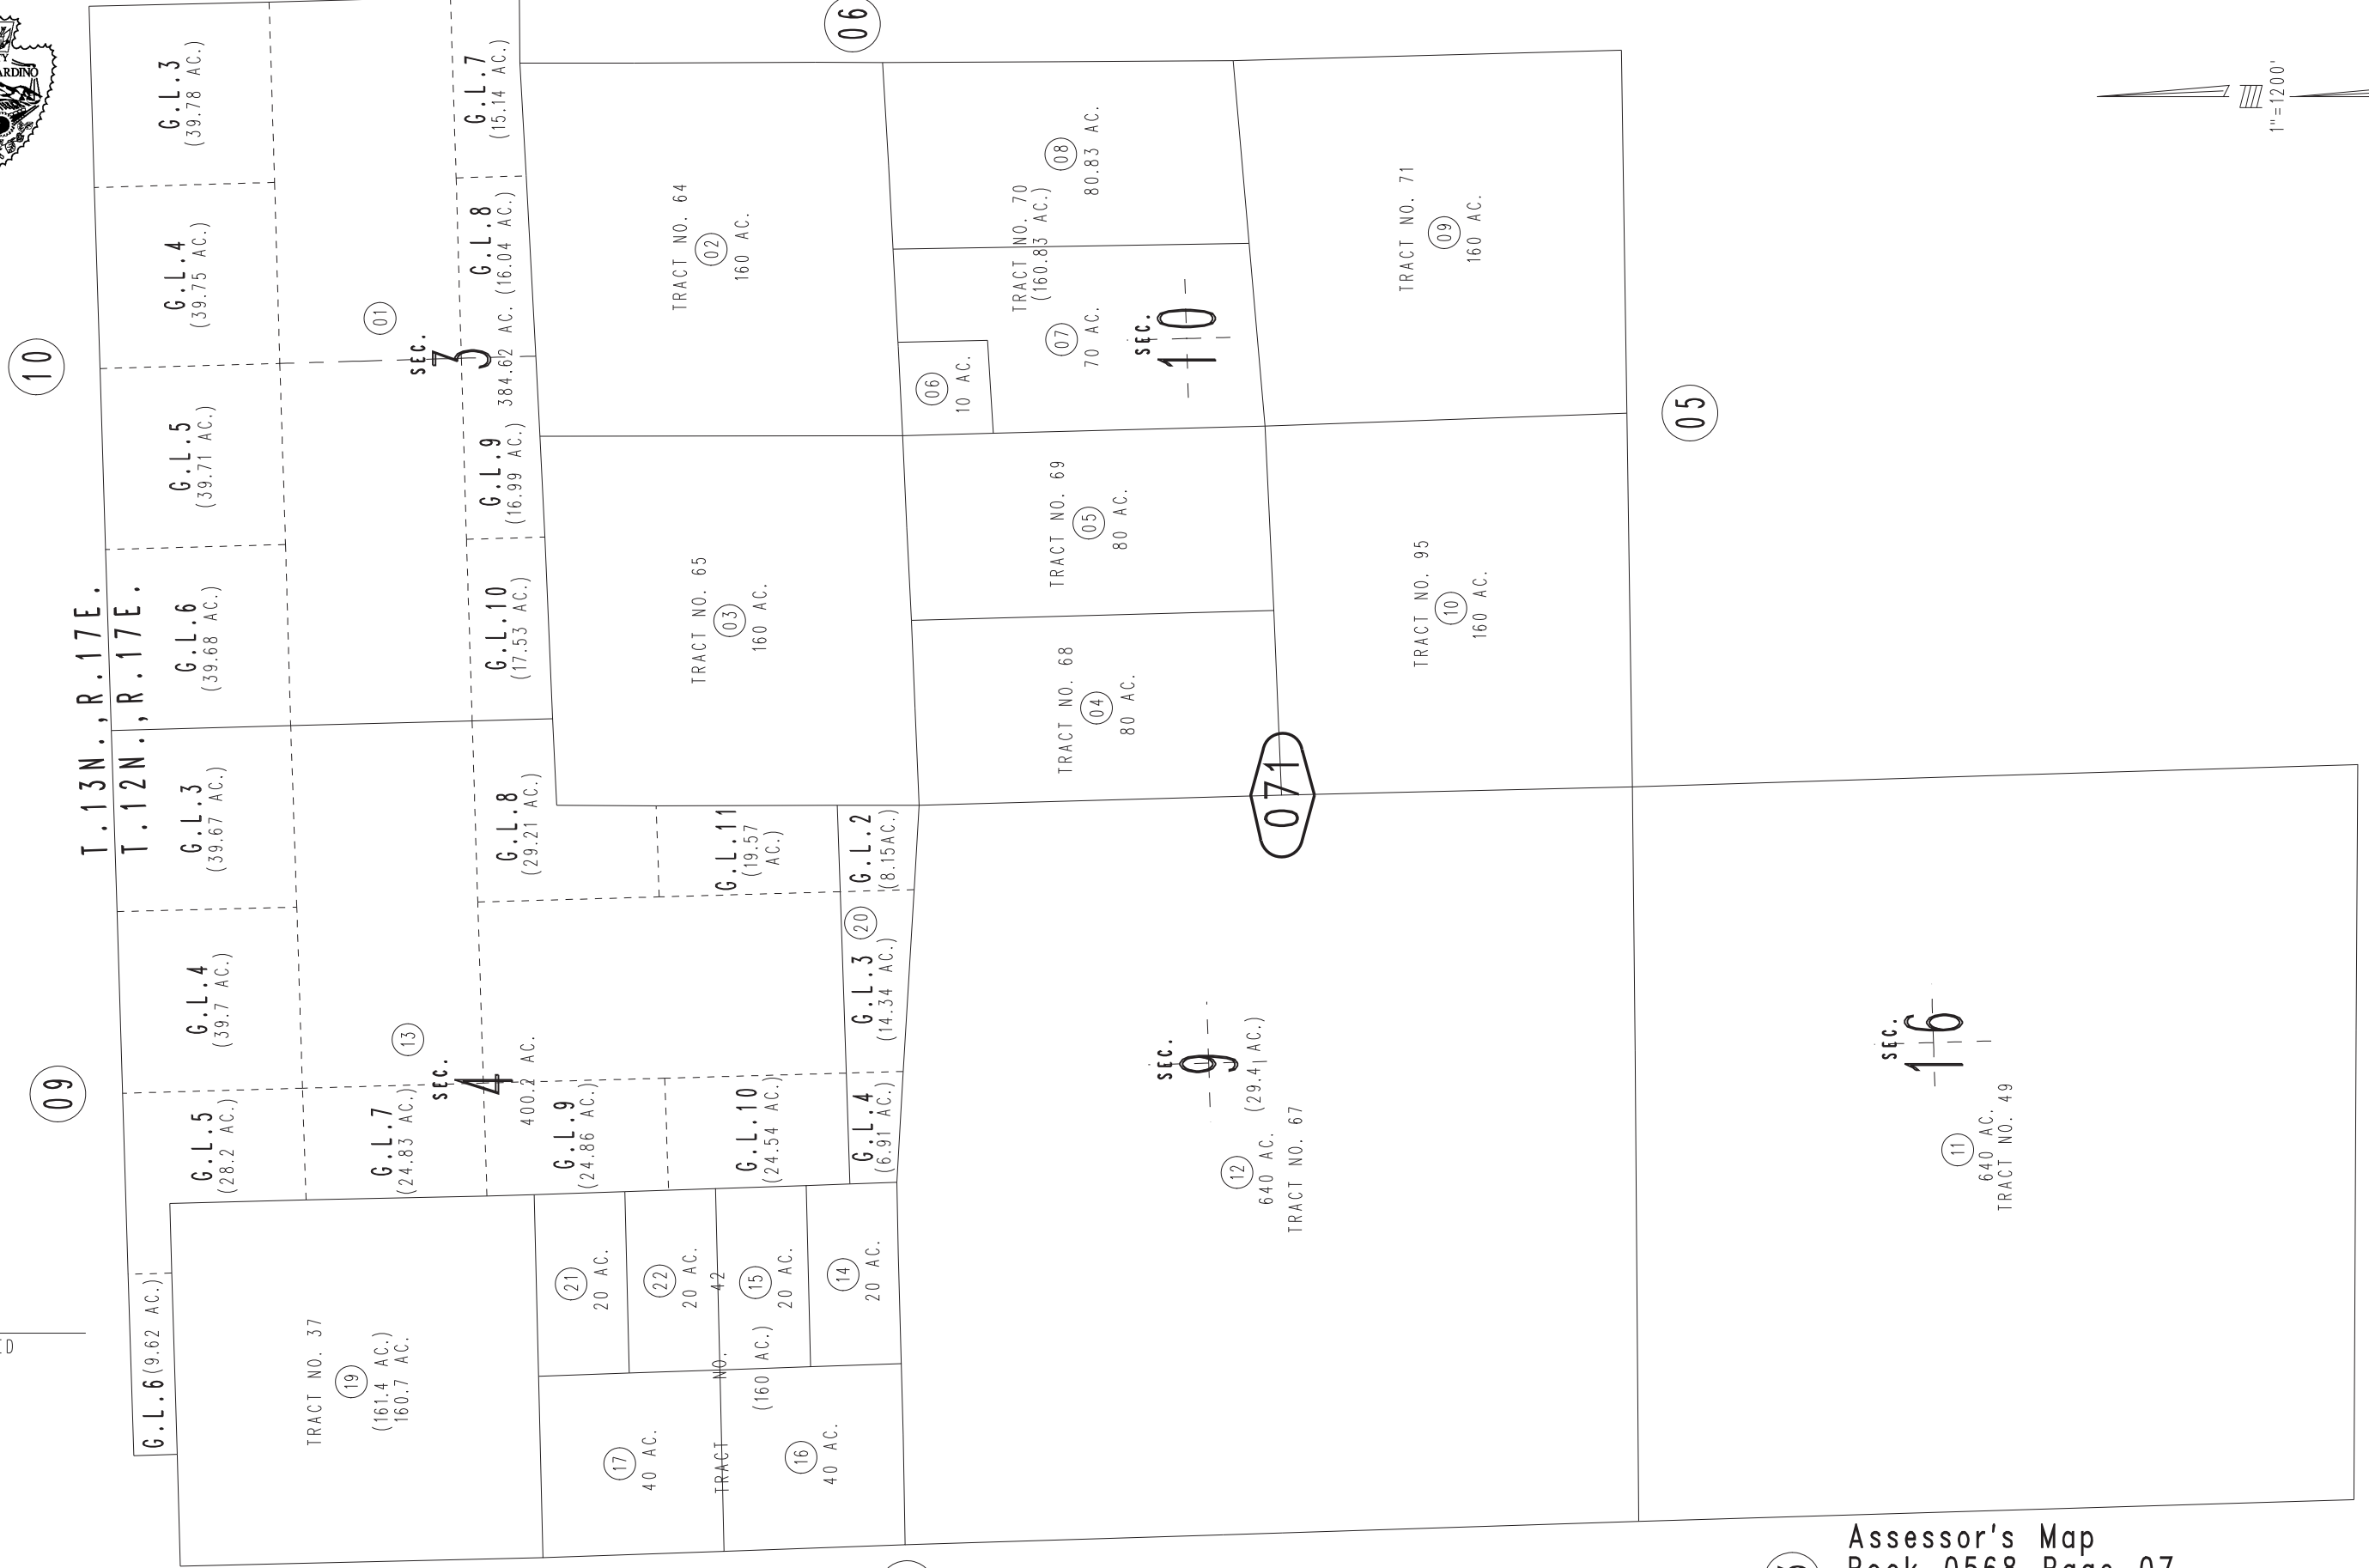 ARDINO
06
10
09
05
T.13N.,R.17E.
T.12N.,R.17E.
G.L.3
(39.78 AC.)
G.L.4
(39.75 AC.)
G.L.5
(39.71 AC.)
G.L.6
(39.68 AC.)
G.L.7
(15.14 AC.)
G.L.8
(16.04 AC.)
G.L.9
(16.99 AC.)
G.L.10
(17.53 AC.)
01
SEC.
3
384.62 AC.
TRACT NO. 64
02
160 AC.
TRACT NO. 65
03
160 AC.
TRACT NO. 70
(160.83 AC.)
08
80.83 AC.
07
70 AC.
06
10 AC.
SEC.
10
TRACT NO. 71
09
160 AC.
TRACT NO. 69
05
80 AC.
TRACT NO. 68
04
80 AC.
TRACT NO. 95
10
160 AC.
071
G.L.3
(39.67 AC.)
G.L.4
(39.7 AC.)
G.L.5
(28.2 AC.)
G.L.6(9.62 AC.)
G.L.7
(24.83 AC.)
G.L.8
(29.21 AC.)
G.L.9
(24.86 AC.)
G.L.10
(24.54 AC.)
G.L.11
(19.57
AC.)
13
SEC.
4
400.2 AC.
G.L.2
(8.15AC.)
G.L.3
20
(14.34 AC.)
G.L.4
(6.91 AC.)
TRACT NO. 37
19
(161.4 AC.)
160.7 AC.
21
20 AC.
22
20 AC.
15
20 AC.
14
20 AC.
TRACT NO. 42
(160 AC.)
17
40 AC.
16
40 AC.
SEC.
9
(29.4 AC.)
12
640 AC.
TRACT NO. 67
SEC.
16
11
640 AC.
TRACT NO. 49
1"=1200'
Assessor's Map
Book 0568 Page 07